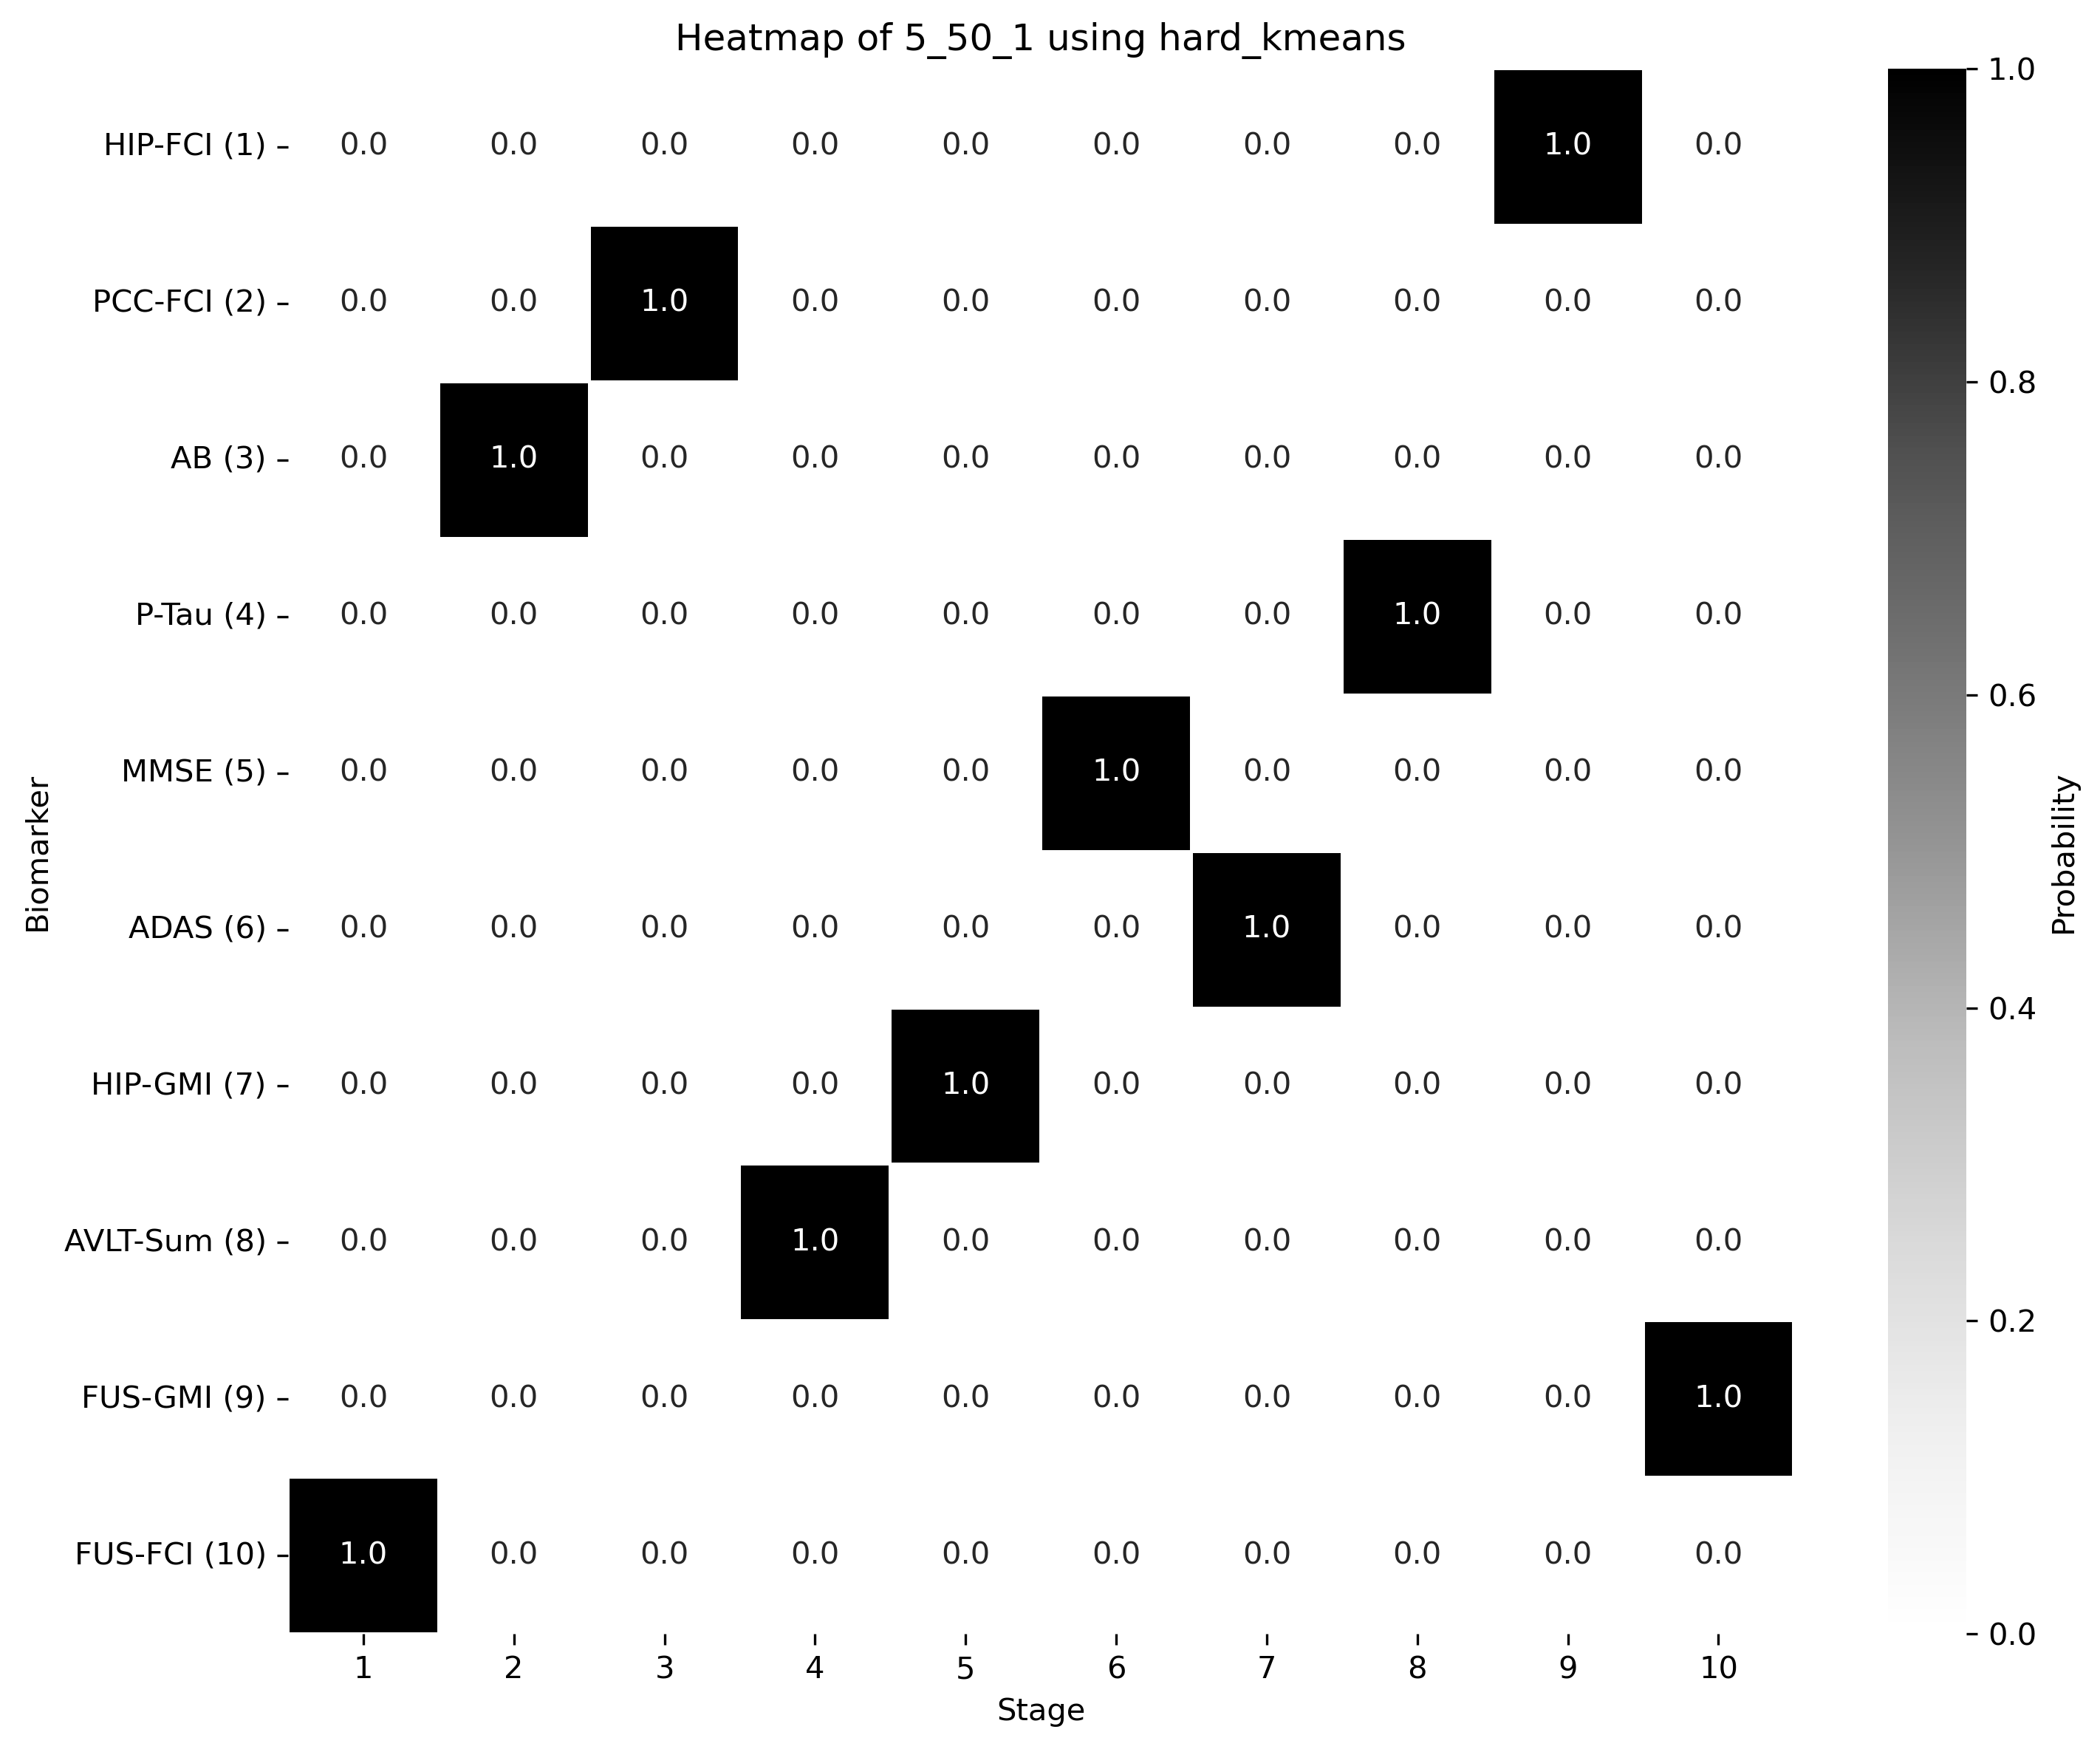 Heatmap of 5_50_1 using hard_kmeans
HIP-FCI (1) 0.0 0.0 0.0 0.0 0.0 0.0 0.0 0.0 1.0 0.0
PCC-FCI (2) 0.0 0.0 1.0 0.0 0.0 0.0 0.0 0.0 0.0 0.0
AB (3) 0.0 1.0 0.0 0.0 0.0 0.0 0.0 0.0 0.0 0.0
P-Tau (4) 0.0 0.0 0.0 0.0 0.0 0.0 0.0 1.0 0.0 0.0
MMSE (5) 0.0 0.0 0.0 0.0 0.0 1.0 0.0 0.0 0.0 0.0
ADAS (6) 0.0 0.0 0.0 0.0 0.0 0.0 1.0 0.0 0.0 0.0
HIP-GMI (7) 0.0 0.0 0.0 0.0 1.0 0.0 0.0 0.0 0.0 0.0
AVLT-Sum (8) 0.0 0.0 0.0 1.0 0.0 0.0 0.0 0.0 0.0 0.0
FUS-GMI (9) 0.0 0.0 0.0 0.0 0.0 0.0 0.0 0.0 0.0 1.0
FUS-FCI (10) 1.0 0.0 0.0 0.0 0.0 0.0 0.0 0.0 0.0 0.0
1 2 3 4 5 6 7 8 9 10
Stage
Biomarker
1.0
0.8
0.6
0.4
0.2
0.0
Probability